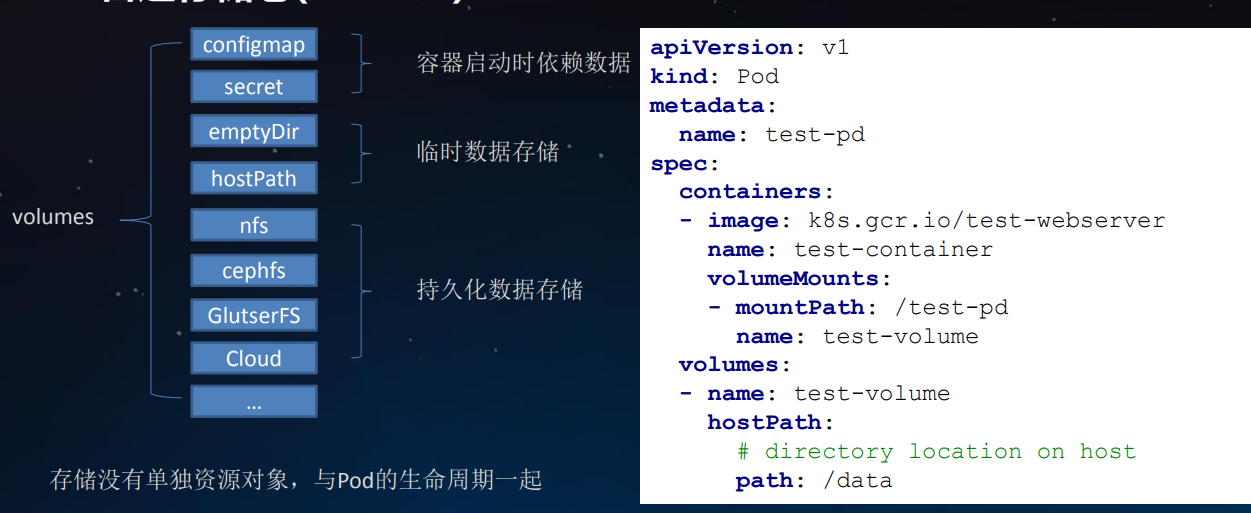 volumes
configmap
secret
容器启动时依赖数据
emptyDir
hostPath
临时数据存储
nfs
cephfs
GlutserFS
Cloud
持久化数据存储
...
存储没有单独资源对象，与Pod的生命周期一起
apiVersion: v1
kind: Pod
metadata:
  name: test-pd
spec:
  containers:
  - image: k8s.gcr.io/test-webserver
    name: test-container
    volumeMounts:
    - mountPath: /test-pd
      name: test-volume
  volumes:
  - name: test-volume
    hostPath:
      # directory location on host
      path: /data